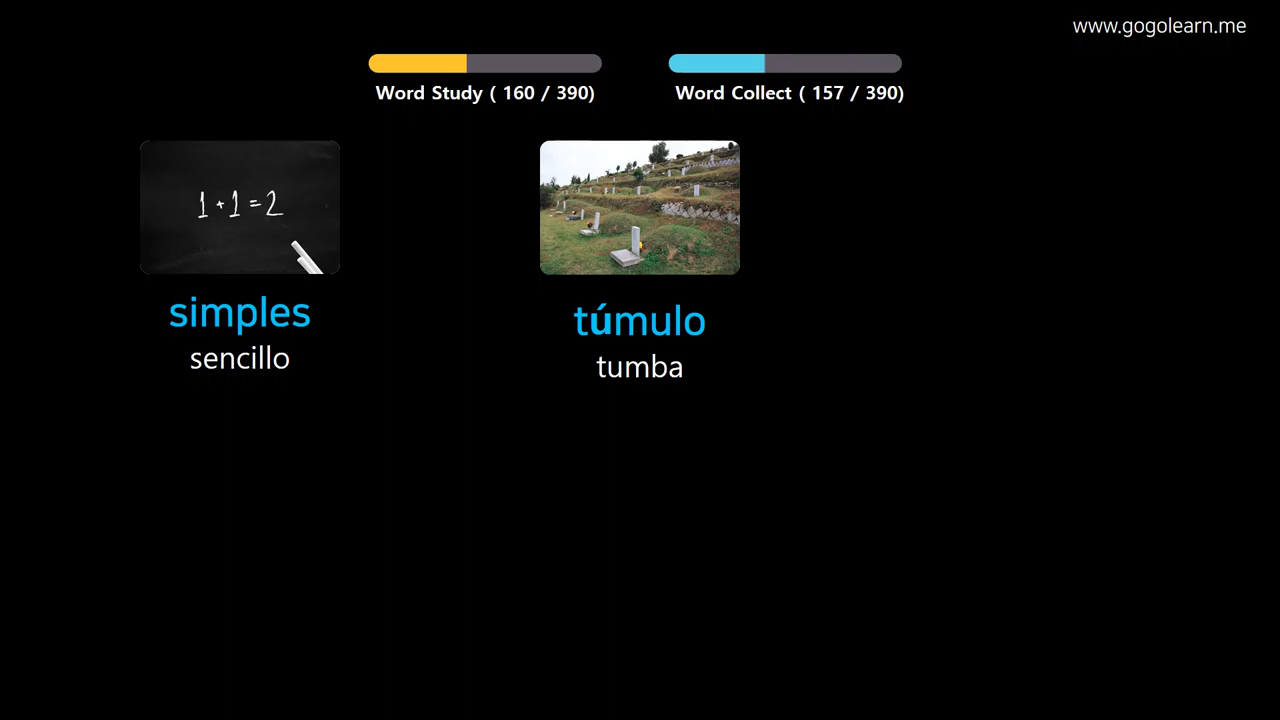 www.gogolearn.me
Word Study ( 160 / 390)
Word Collect ( 157 / 390)
1 + 1 = 2
simples
sencillo
túmulo
tumba